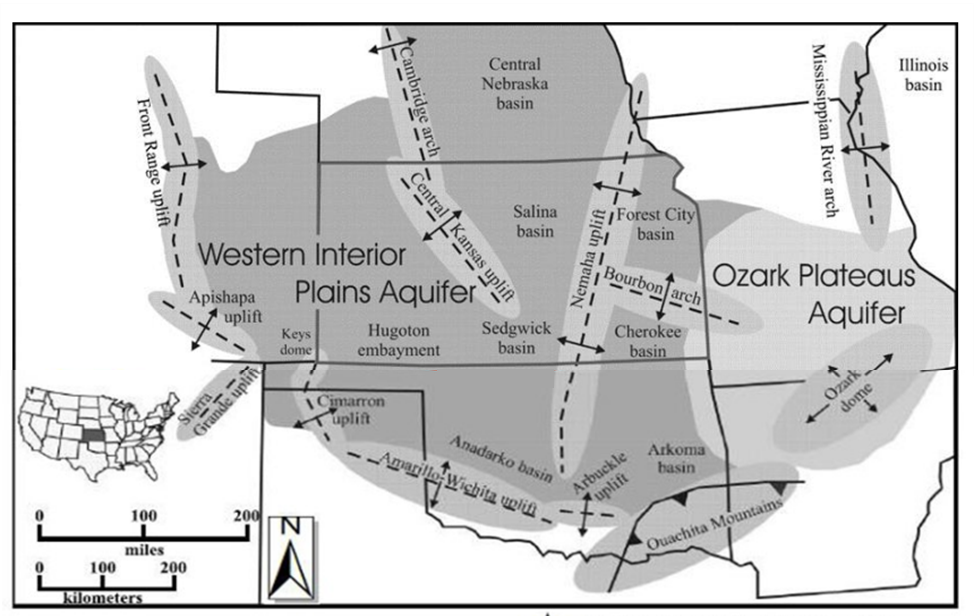 Central
Nebraska
basin
Illinois
basin
Cambridge arch
Mississippian River arch
Front Range uplift
Central
Kansas uplift
Salina
basin
Nemaha uplift
Forest City
basin
Western Interior
Plains Aquifer
Bourbon arch
Ozark Plateaus
Aquifer
Apishapa
uplift
Keys
dome
Hugoton
embayment
Sedgwick
basin
Cherokee
basin
Sierra
Grande uplift
Cimarron
uplift
Ozark
dome
Anadarko basin
Amarillo-Wichita uplift
Arbuckle
uplift
Arkoma
basin
Ouachita Mountains
0 100 200
miles
0 100 200
kilometers
N